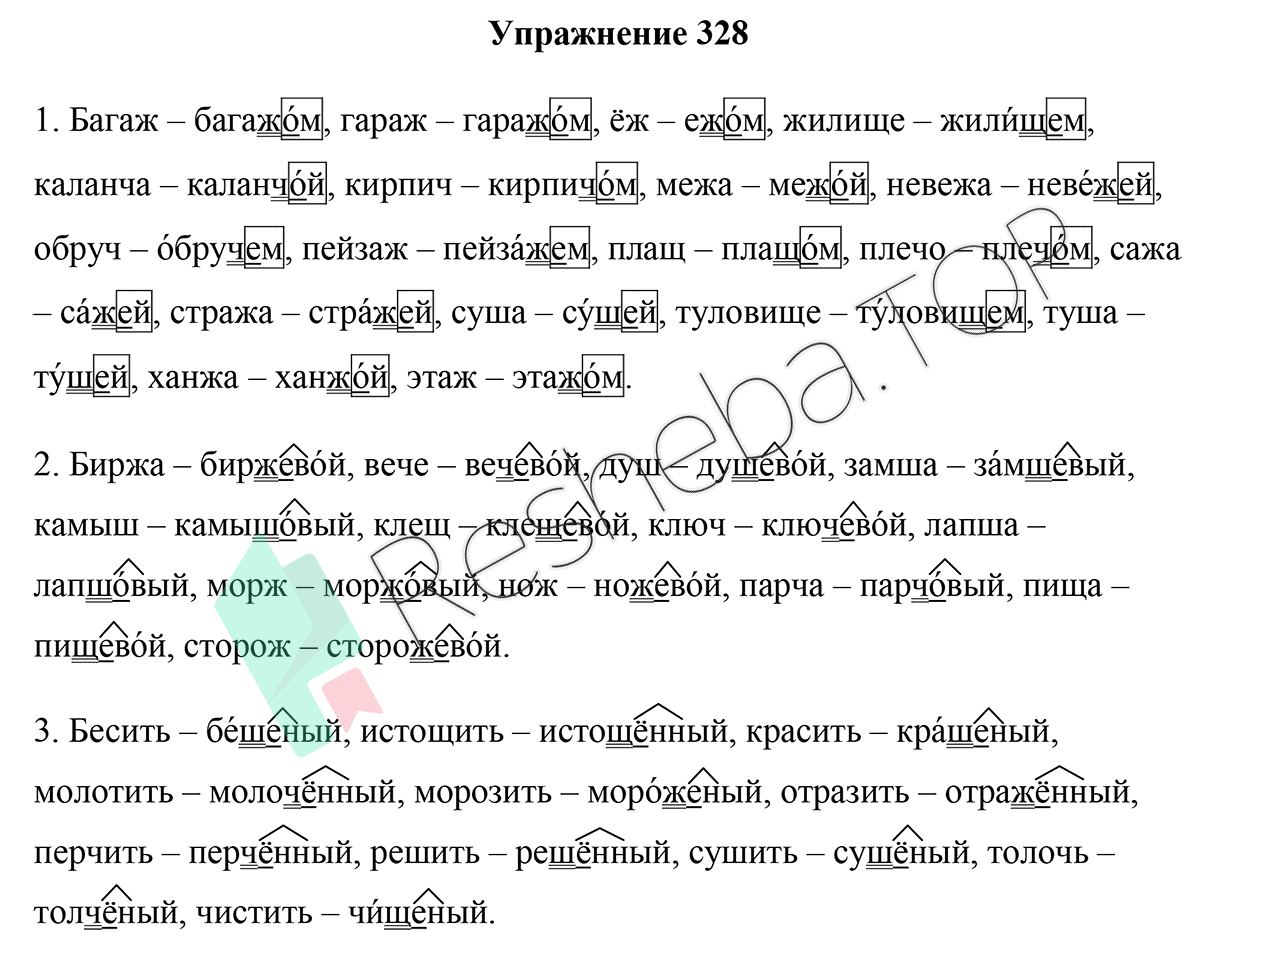 Упражнение 328
1. Багаж – багажо́м, гараж – гаражо́м, ёж – ежо́м, жилище – жили́щем,
каланча – каланчо́й, кирпич – кирпичо́м, межа – межо́й, невежа – неве́жей,
обруч – о́бручем, пейзаж – пейза́жем, плащ – плащо́м, плечо – плечо́м, сажа
– са́жей, стража – стра́жей, суша – су́шей, туловище – ту́ловищем, туша –
ту́шей, ханжа – ханжо́й, этаж – этажо́м.
2. Биржа – биржево́й, вече – вечево́й, душ – душево́й, замша – за́мшевый,
камыш – камышо́вый, клещ – клещево́й, ключ – ключево́й, лапша –
лапшо́вый, морж – моржо́вый, нож – ножево́й, парча – парчо́вый, пища –
пищево́й, сторож – сторожево́й.
3. Бесить – бе́шеный, истощить – истощённый, красить – кра́шеный,
молотить – молочённый, морозить – моро́женый, отразить – отражённый,
перчить – перчённый, решить – решённый, сушить – сушёный, толочь –
толчёный, чистить – чи́щеный.
Resheba.TOP